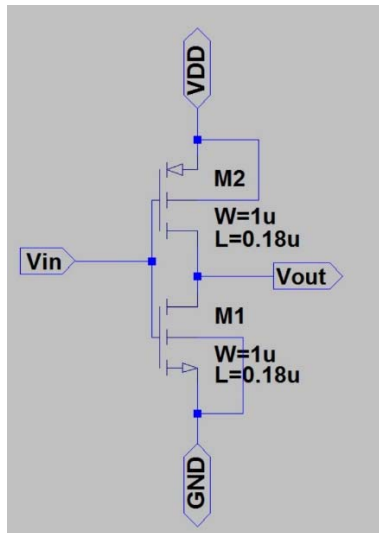 VDD
M2
W=1u
L=0.18u
Vin
Vout
M1
W=1u
L=0.18u
GND